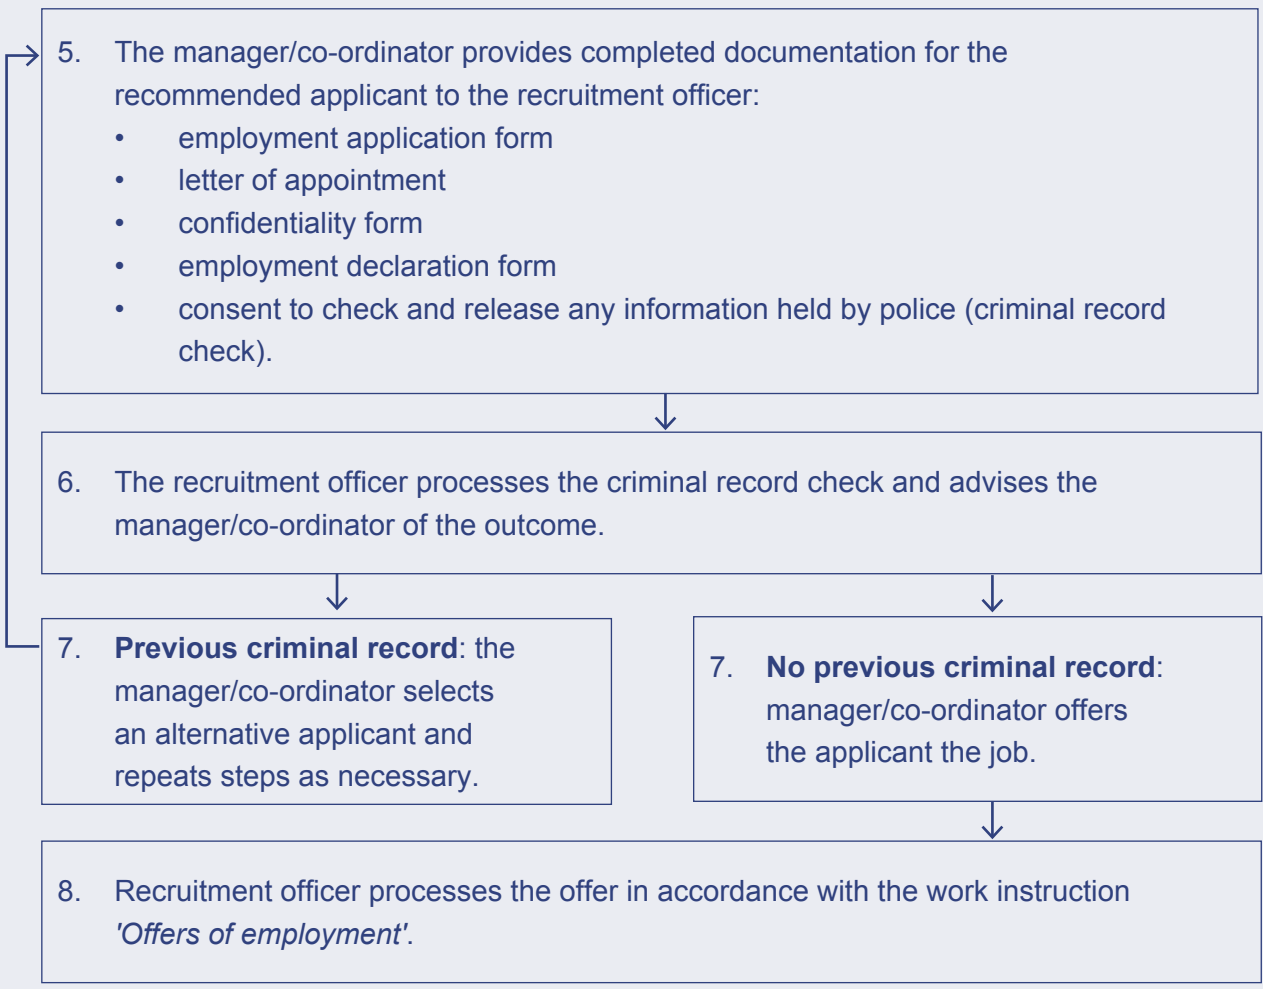 5. The manager/co-ordinator provides completed documentation for the
recommended applicant to the recruitment officer:
• employment application form
• letter of appointment
• confidentiality form
• employment declaration form
• consent to check and release any information held by police (criminal record
check).
6. The recruitment officer processes the criminal record check and advises the
manager/co-ordinator of the outcome.
7. Previous criminal record: the
manager/co-ordinator selects
an alternative applicant and
repeats steps as necessary.
7. No previous criminal record:
manager/co-ordinator offers
the applicant the job.
8. Recruitment officer processes the offer in accordance with the work instruction
'Offers of employment'.